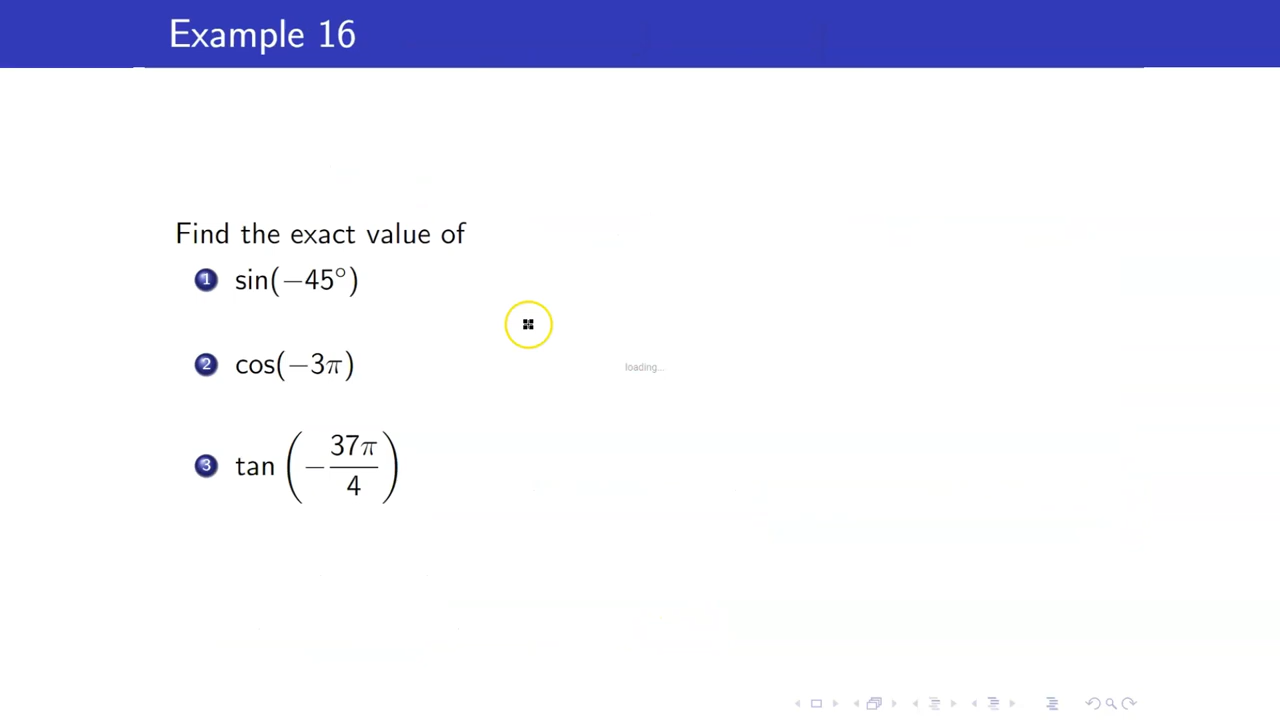 Example 16
Find the exact value of
1 sin(−45°)
2 cos(−3π)
loading...
3 tan (− 37π/4)